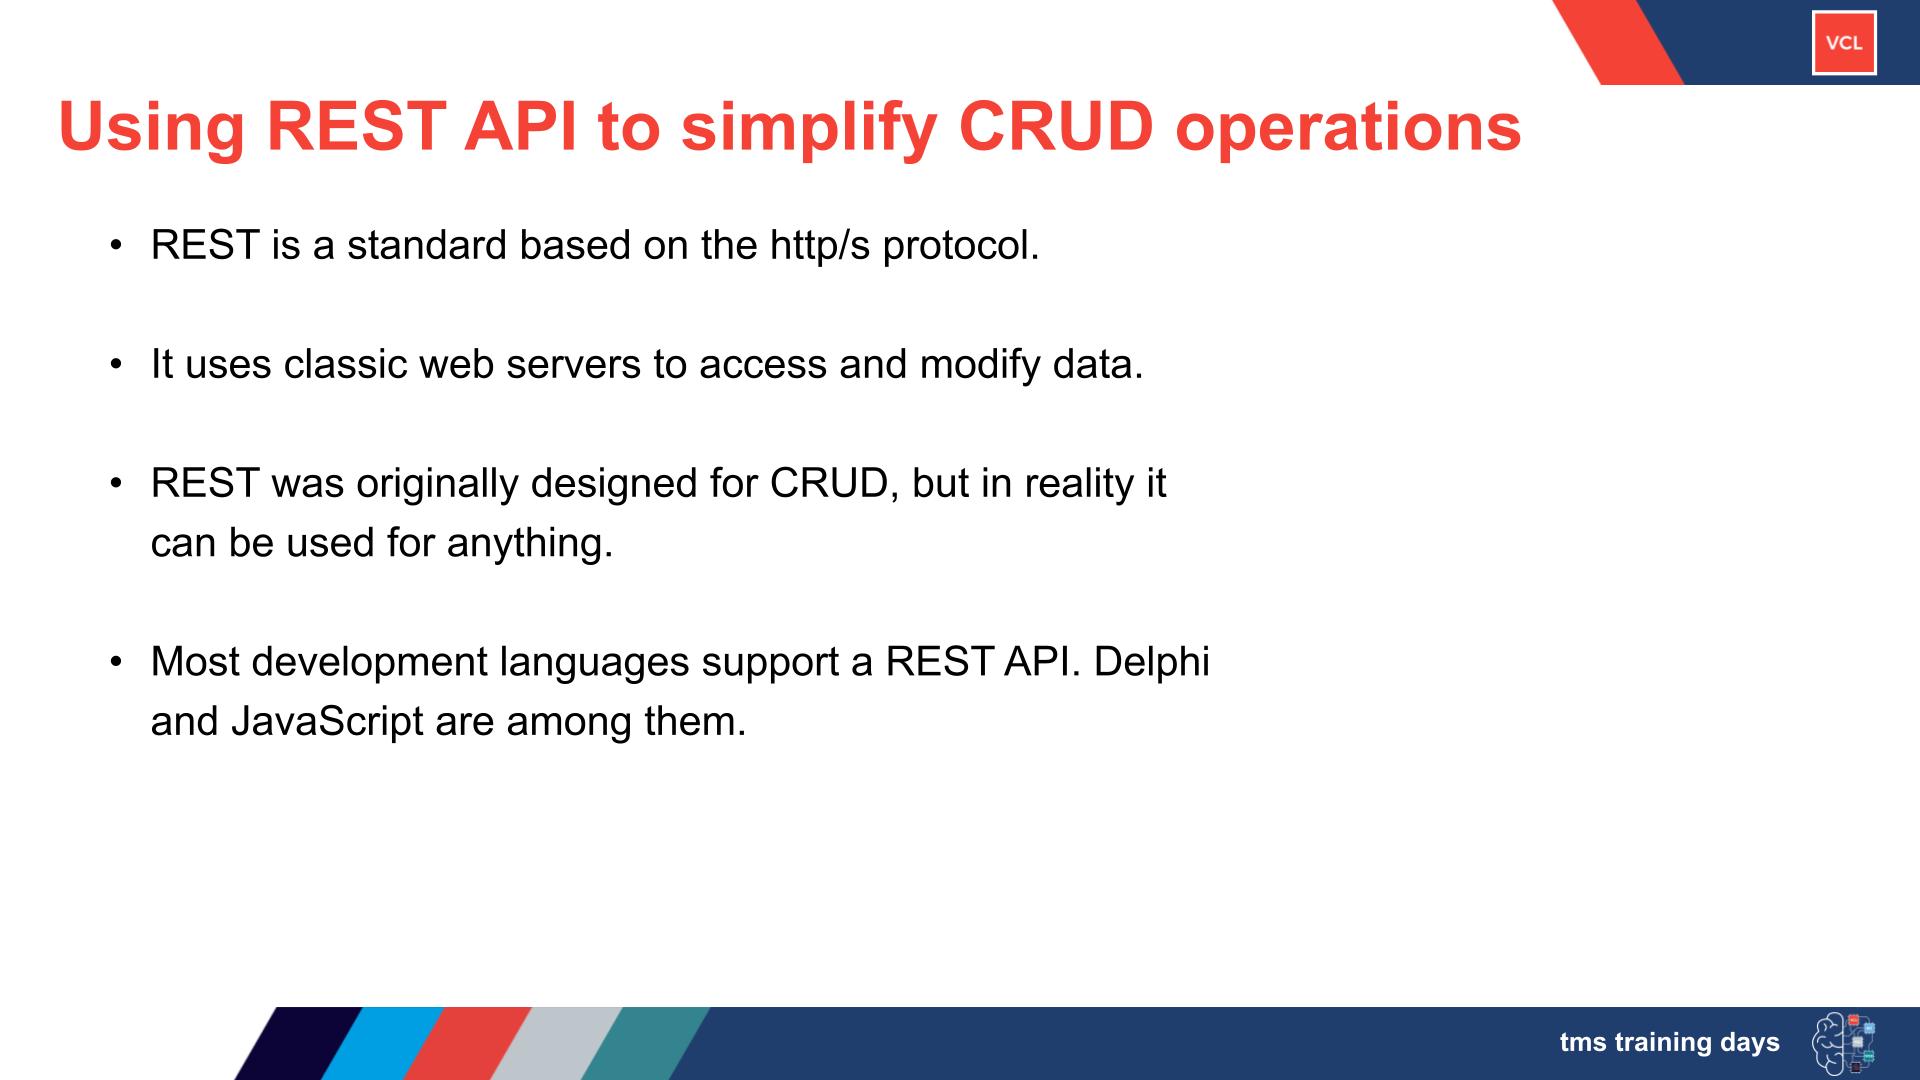 VCL
Using REST API to simplify CRUD operations
• REST is a standard based on the http/s protocol.
• It uses classic web servers to access and modify data.
• REST was originally designed for CRUD, but in reality it
can be used for anything.
• Most development languages support a REST API. Delphi
and JavaScript are among them.
tms training days